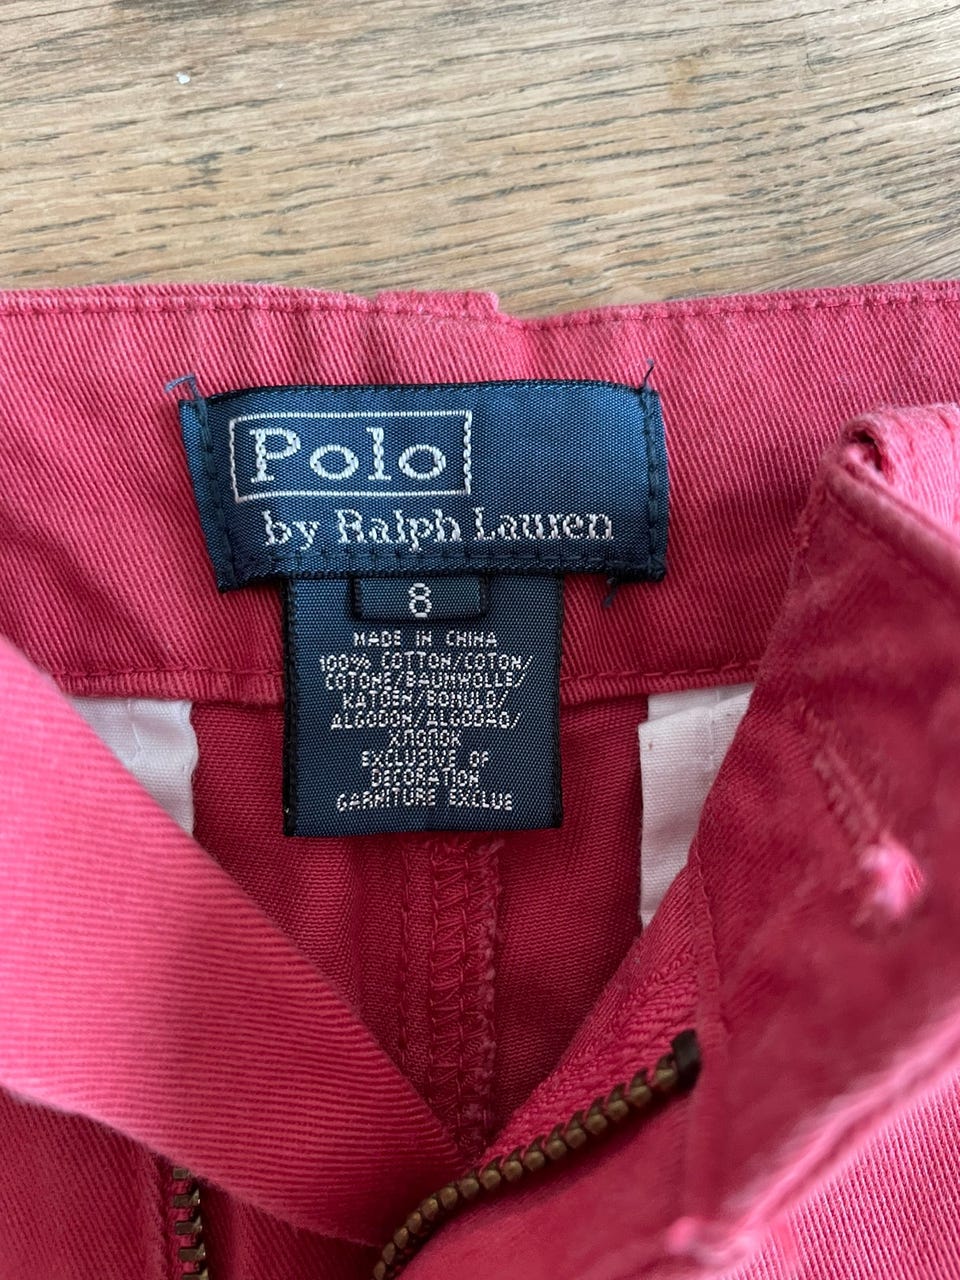 Polo
by Ralph Lauren
8
MADE IN CHINA
100% COTTON/COTON/
COTONE/BAUMWOLLE/
KATOEN/BOMULD/
ALGODON/ALGODAO/
ХЛОПОК
EXCLUSIVE OF
DECORATION
GARNITURE EXCLUE